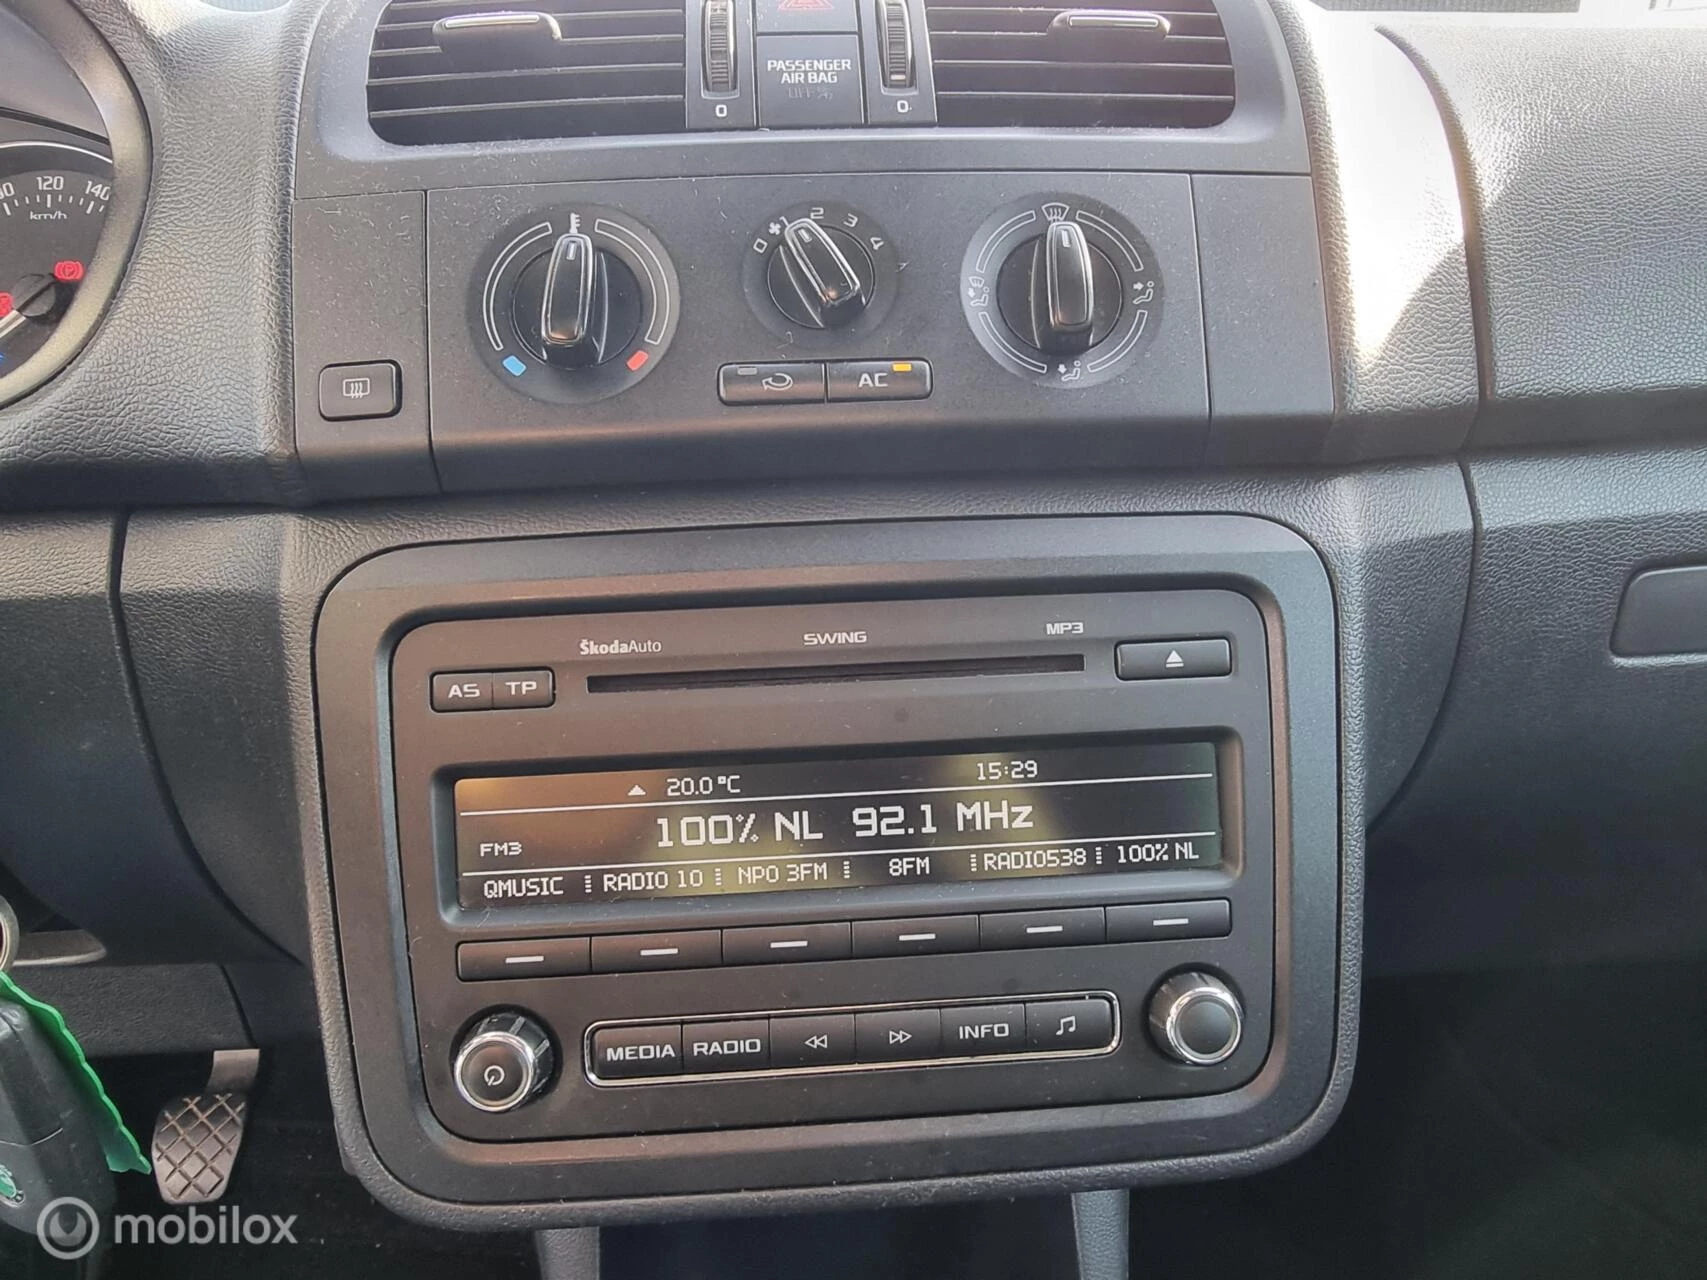 PASSENGER
AIR BAG
OFF
0
0
120
140
km/h
0
1
2
3
4
AC
ŠkodaAuto
SWING
MP3
AS
TP
20.0°C
15:29
FM3
100% NL 92.1 MHz
QMUSIC RADIO 10 NPO 3FM 8FM RADIO538 100% NL
MEDIA
RADIO
INFO
mobilox